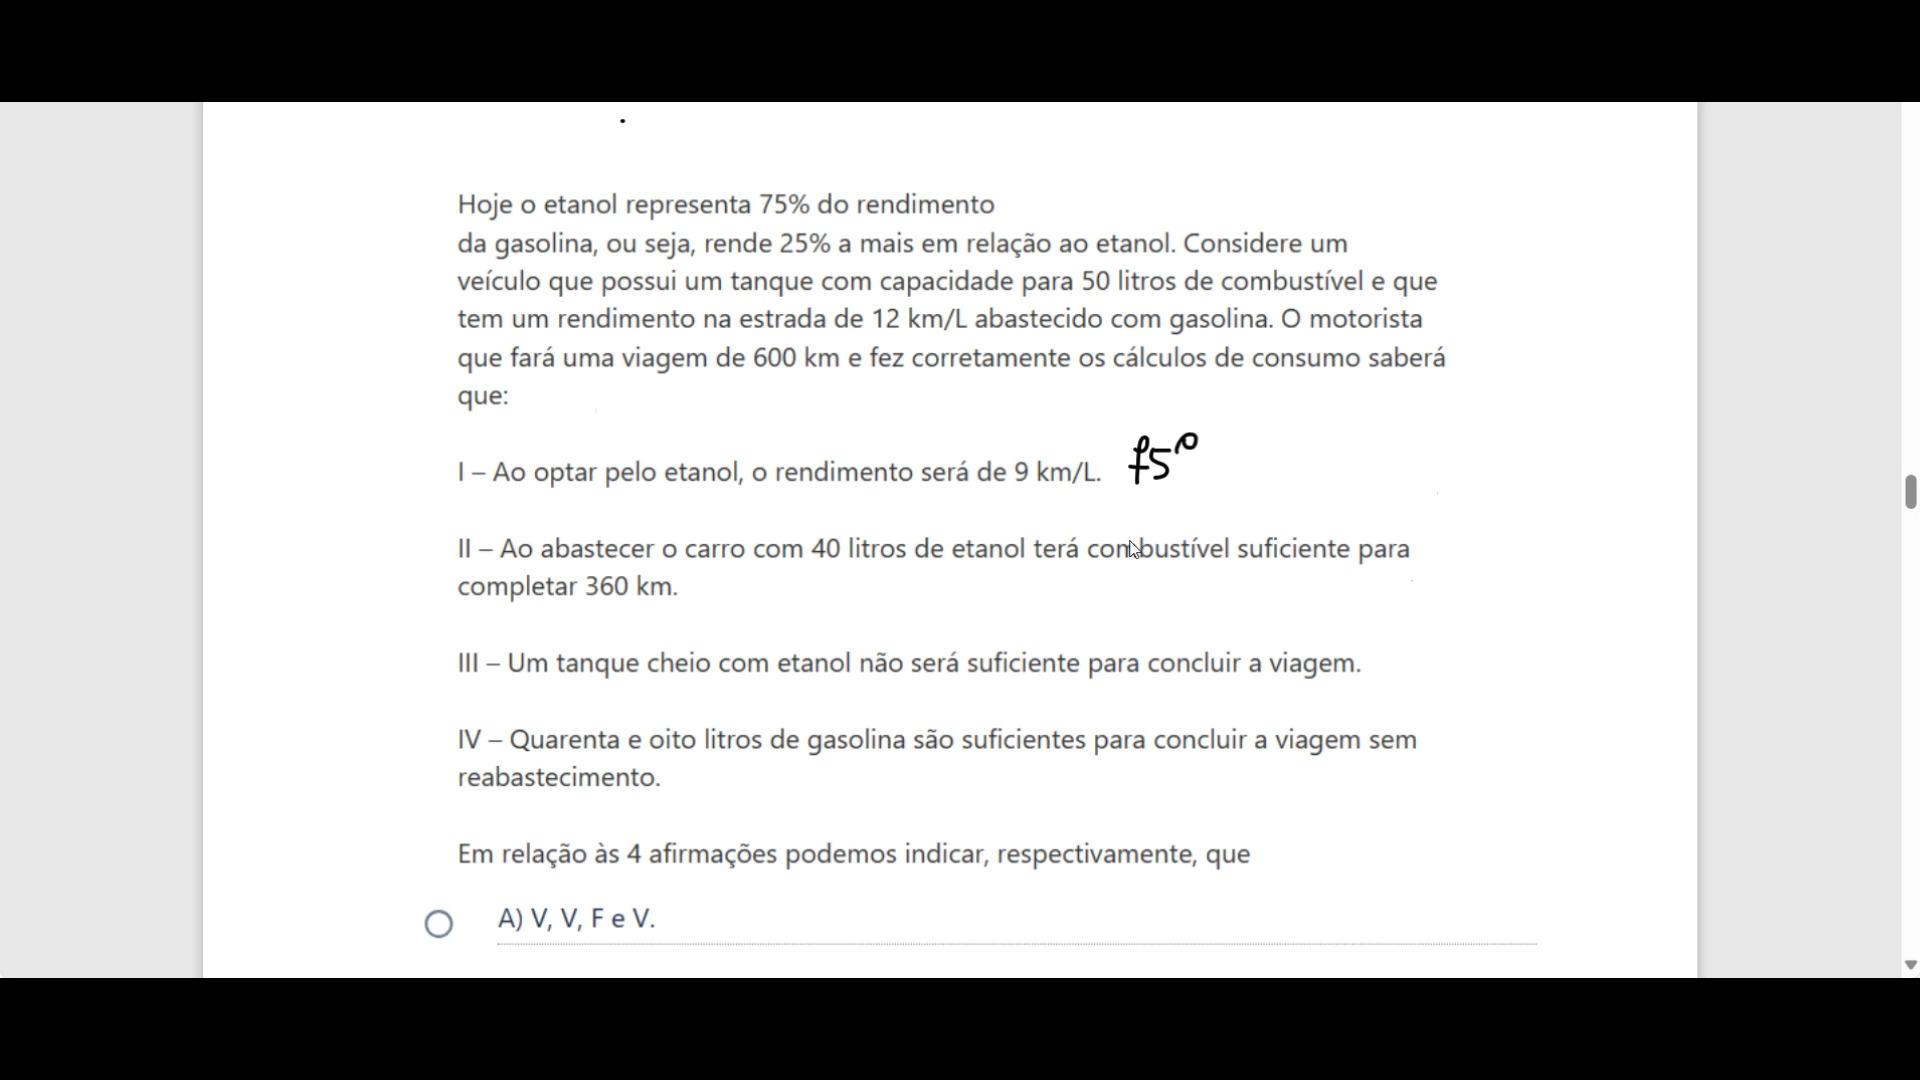 Hoje o etanol representa 75% do rendimento
da gasolina, ou seja, rende 25% a mais em relação ao etanol. Considere um
veículo que possui um tanque com capacidade para 50 litros de combustível e que
tem um rendimento na estrada de 12 km/L abastecido com gasolina. O motorista
que fará uma viagem de 600 km e fez corretamente os cálculos de consumo saberá
que:
I – Ao optar pelo etanol, o rendimento será de 9 km/L.
II – Ao abastecer o carro com 40 litros de etanol terá combustível suficiente para
completar 360 km.
III – Um tanque cheio com etanol não será suficiente para concluir a viagem.
IV – Quarenta e oito litros de gasolina são suficientes para concluir a viagem sem
reabastecimento.
Em relação às 4 afirmações podemos indicar, respectivamente, que
A) V, V, F e V.